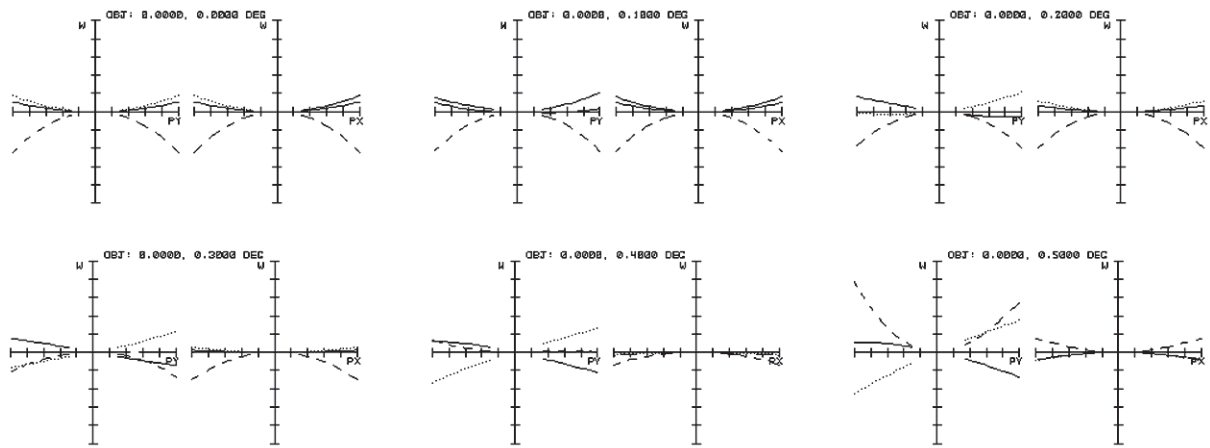 OBJ: 0.0000, 0.0000 DEG
W
W
PY
PX
OBJ: 0.0000, 0.1000 DEG
W
W
PY
PX
OBJ: 0.0000, 0.2000 DEG
W
W
PY
PX
OBJ: 0.0000, 0.3000 DEG
W
W
PY
PX
OBJ: 0.0000, 0.4000 DEG
W
W
PY
PX
OBJ: 0.0000, 0.5000 DEG
W
W
PY
PX